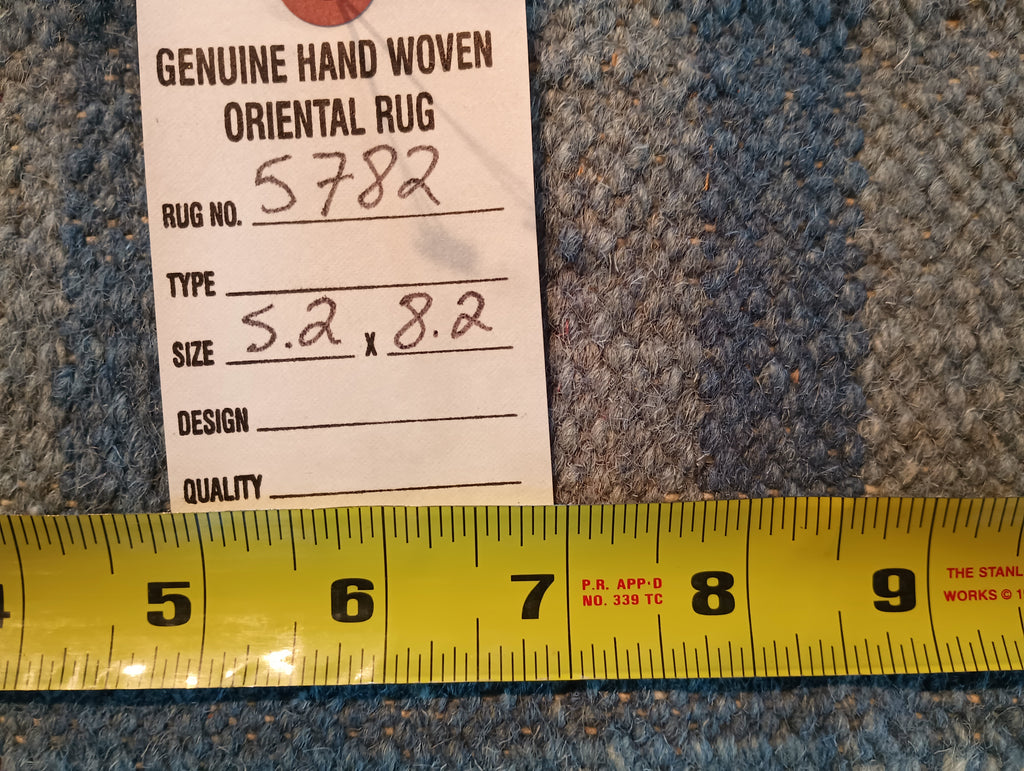 GENUINE HAND WOVEN
ORIENTAL RUG
RUG NO. 5782
TYPE
SIZE 5.2 X 8.2
DESIGN
QUALITY
5 6 7 P.R. APP'D 8 9 THE STANL
NO. 339 TC WORKS © 1